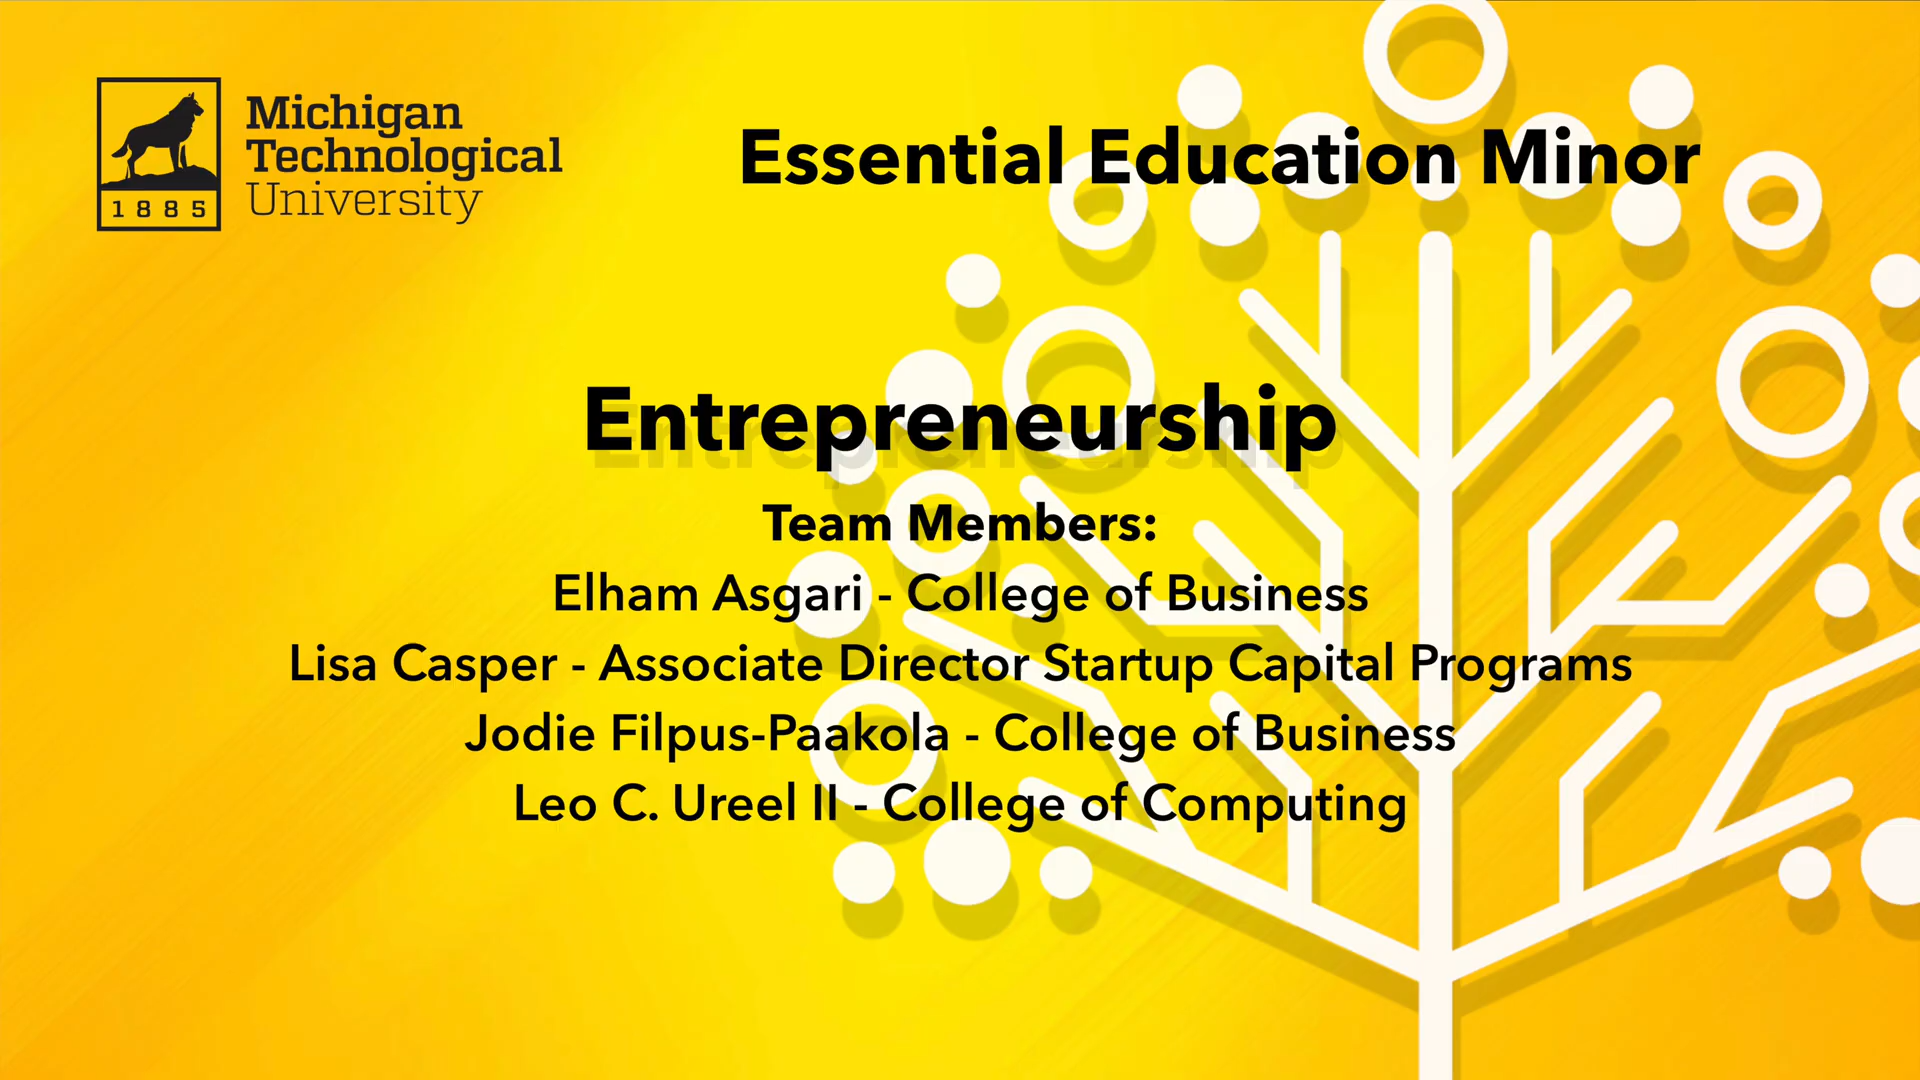 1885
Michigan
Technological
University
Essential Education Minor
Entrepreneurship
Team Members:
Elham Asgari - College of Business
Lisa Casper - Associate Director Startup Capital Programs
Jodie Filpus-Paakola - College of Business
Leo C. Ureel II - College of Computing